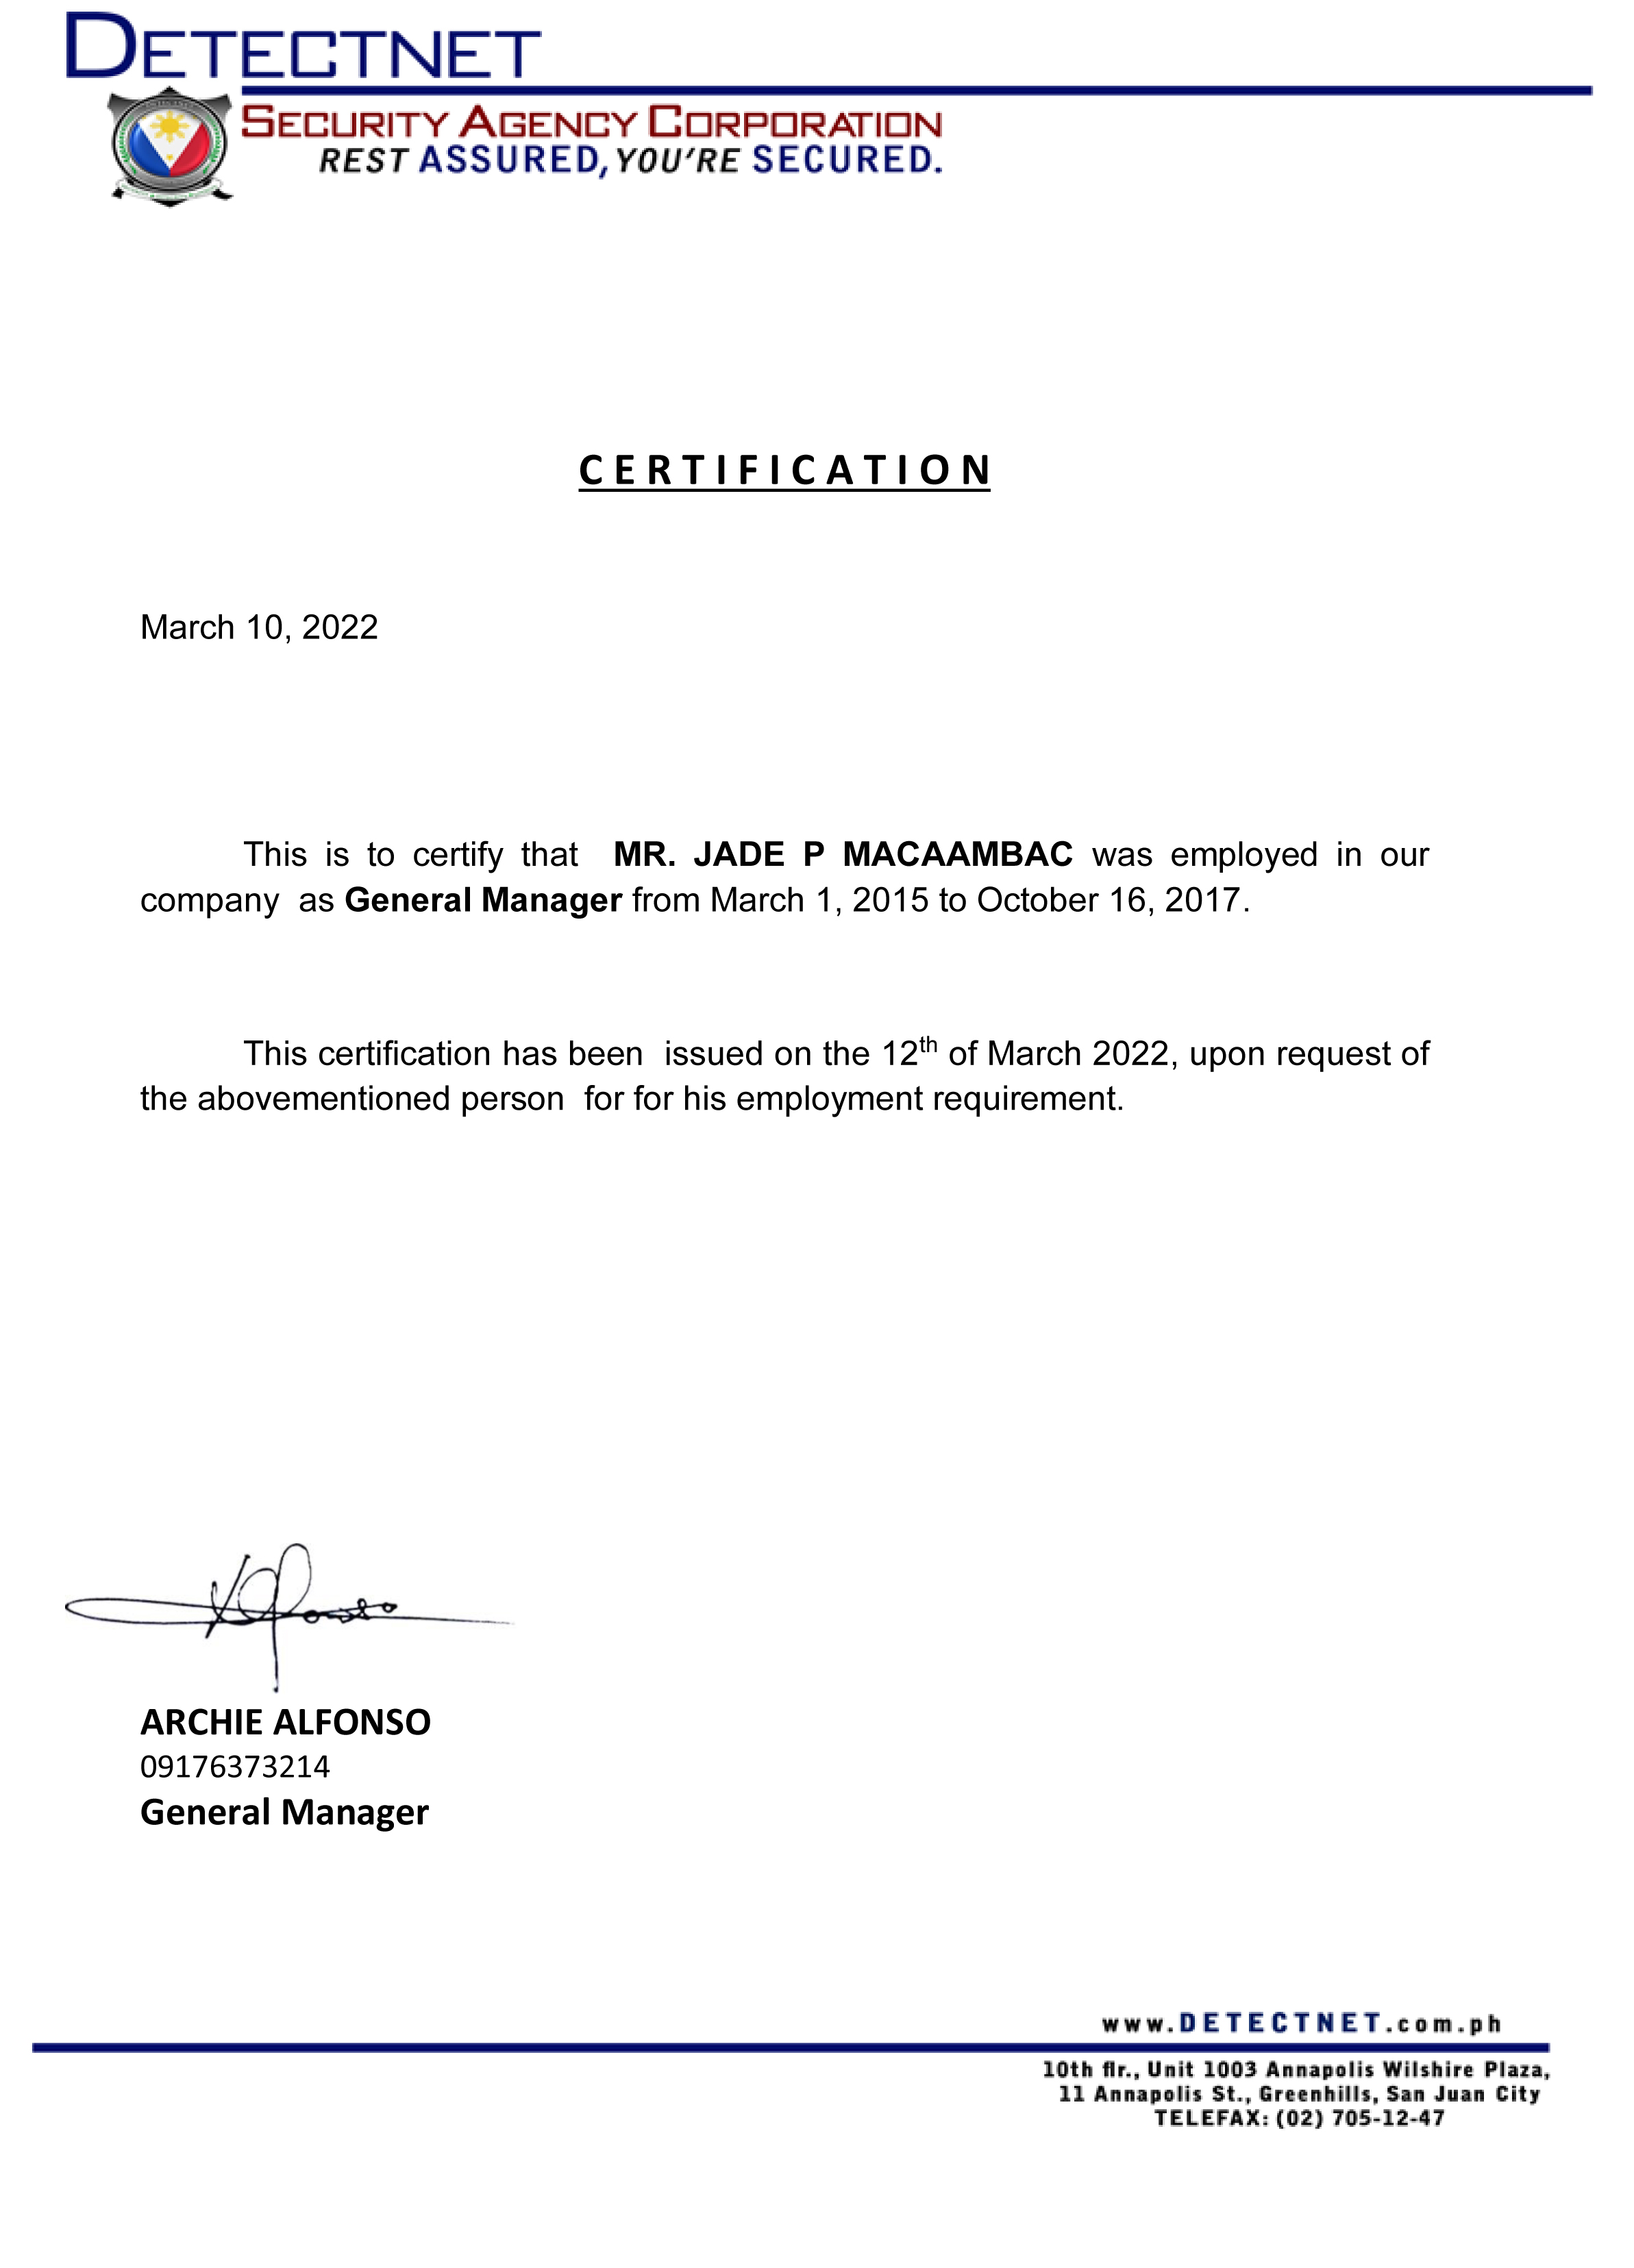 DETECTNET
SECURITY AGENCY CORPORATION
REST ASSURED, YOU'RE SECURED.
CERTIFICATION
March 10, 2022
This is to certify that MR. JADE P MACAAMBAC was employed in our
company as General Manager from March 1, 2015 to October 16, 2017.
This certification has been issued on the 12th of March 2022, upon request of
the abovementioned person for for his employment requirement.
ARCHIE ALFONSO
09176373214
General Manager
www.DETECTNET.com.ph
10th flr., Unit 1003 Annapolis Wilshire Plaza,
11 Annapolis St., Greenhills, San Juan City
TELEFAX: (02) 705-12-47